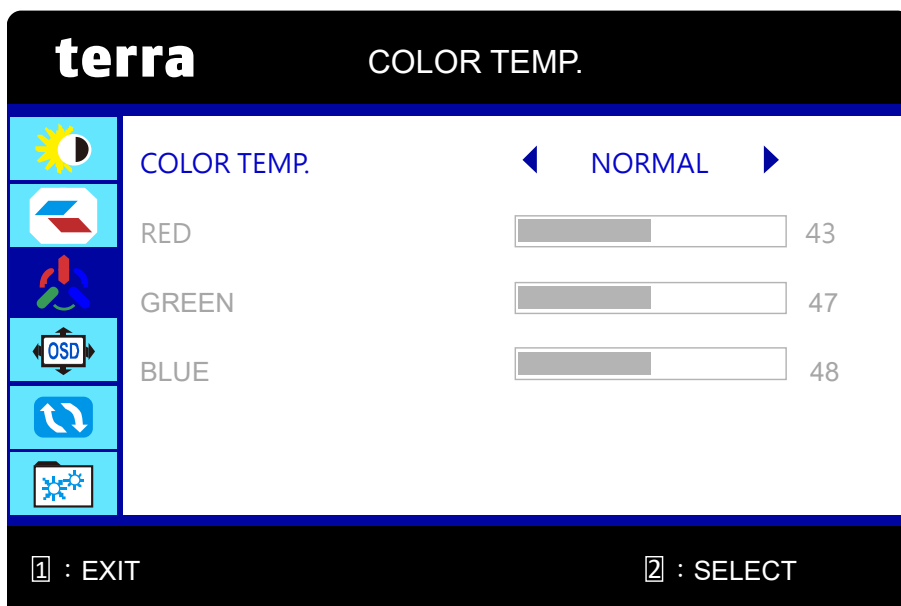 terra COLOR TEMP.
COLOR TEMP. NORMAL
RED 43
GREEN 47
OSD
BLUE 48
1 : EXIT 2 : SELECT